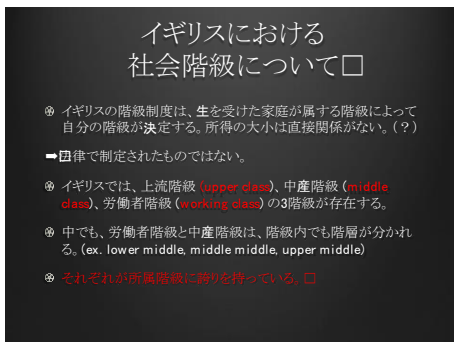 イギリスにおける
社会階級について□
イギリスの階級制度は、生を受けた家庭が属する階級によって
自分の階級が決定する。所得の大小は直接関係がない。(？)
➡囚律で制定されたものではない。
イギリスでは、上流階級 (upper class)、中産階級 (middle
class)、労働者階級 (working class) の3階級が存在する。
中でも、労働者階級と中産階級は、階級内でも階層が分かれ
る。(ex. lower middle, middle middle, upper middle)
それぞれが所属階級に誇りを持っている。□